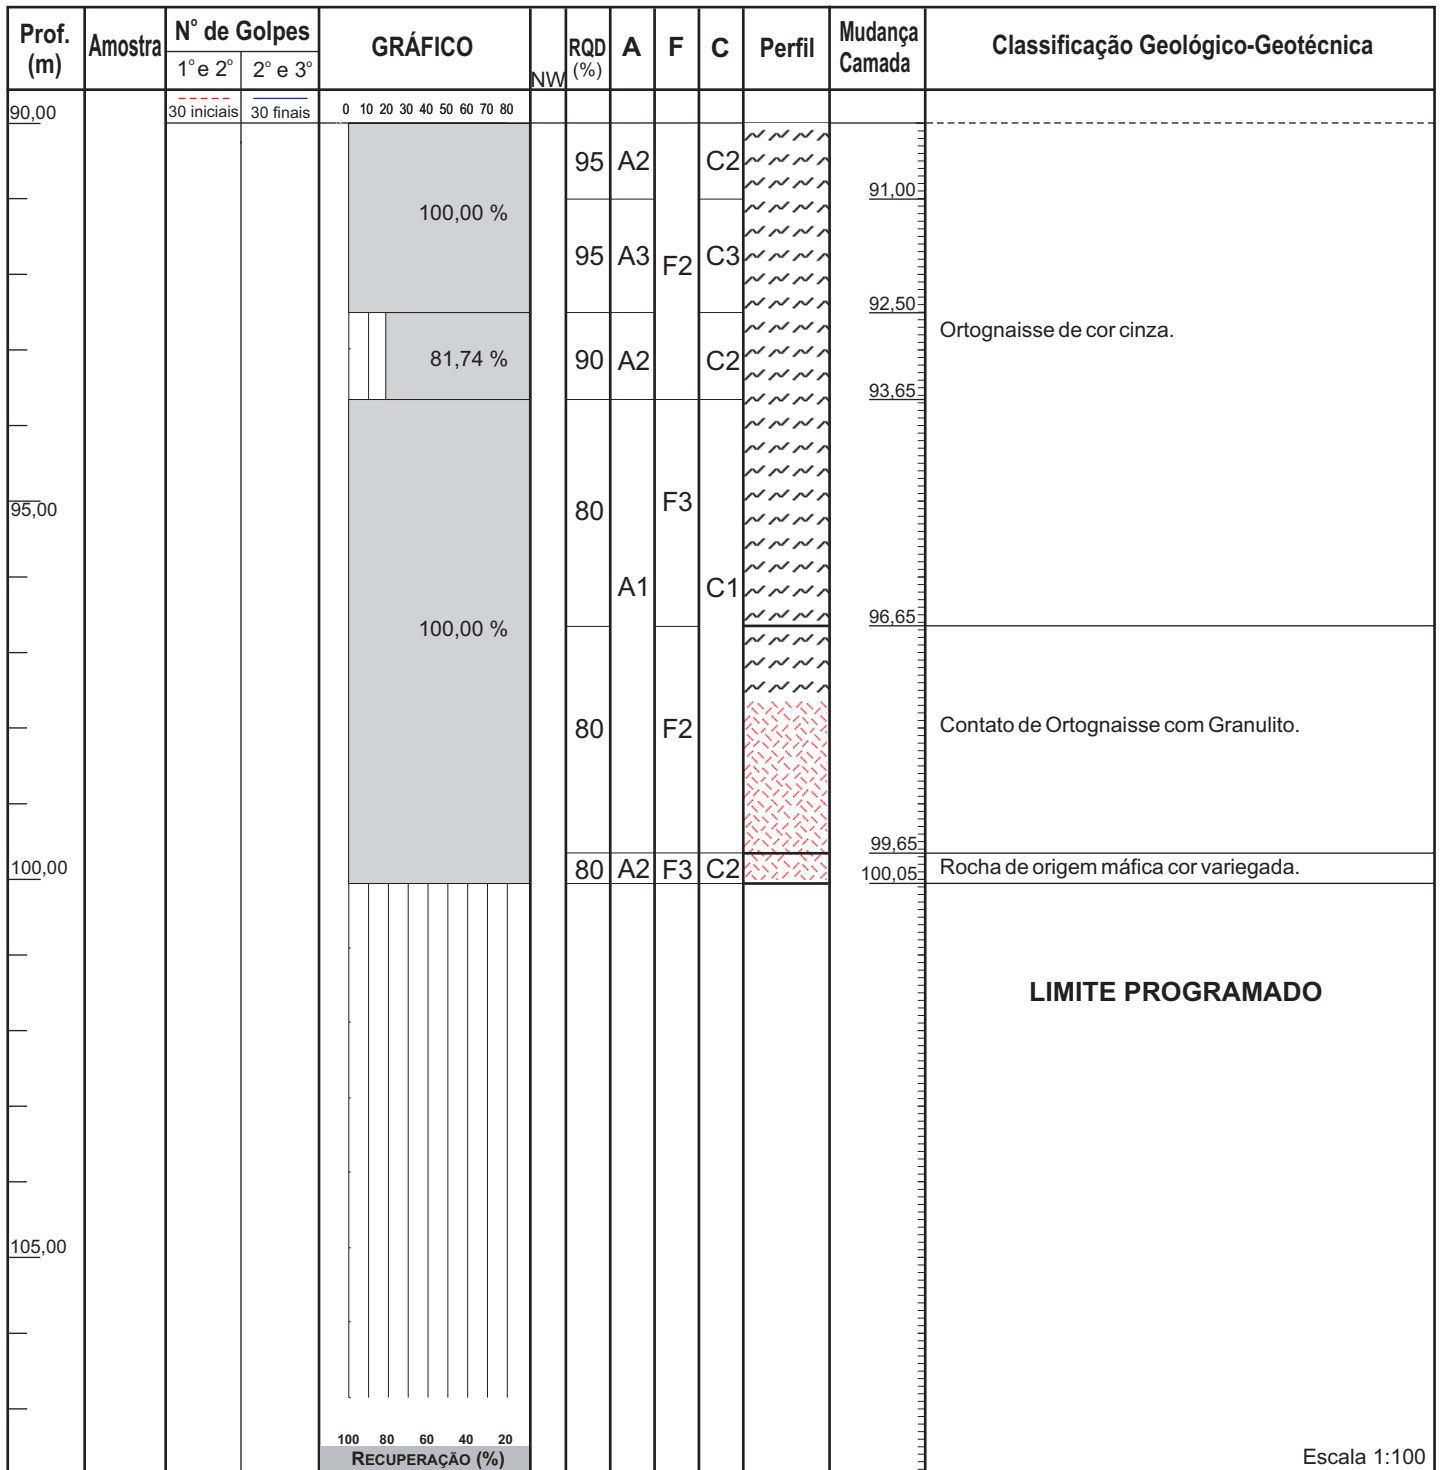 Prof. (m)
Amostra
N° de Golpes
1° e 2°
2° e 3°
GRÁFICO
NW
RQD (%)
A
F
C
Perfil
Mudança Camada
Classificação Geológico-Geotécnica
30 iniciais
30 finais
0 10 20 30 40 50 60 70 80
90,00
95 A2 C2
91,00
100,00 %
95 A3 F2 C3
92,50
Ortognaisse de cor cinza.
81,74 %
90 A2 C2
93,65
95,00
80 F3
A1 C1
96,65
100,00 %
80 F2
Contato de Ortognaisse com Granulito.
99,65
100,00
80 A2 F3 C2
100,05
Rocha de origem máfica cor variegada.
LIMITE PROGRAMADO
105,00
100 80 60 40 20
RECUPERAÇÃO (%)
Escala 1:100